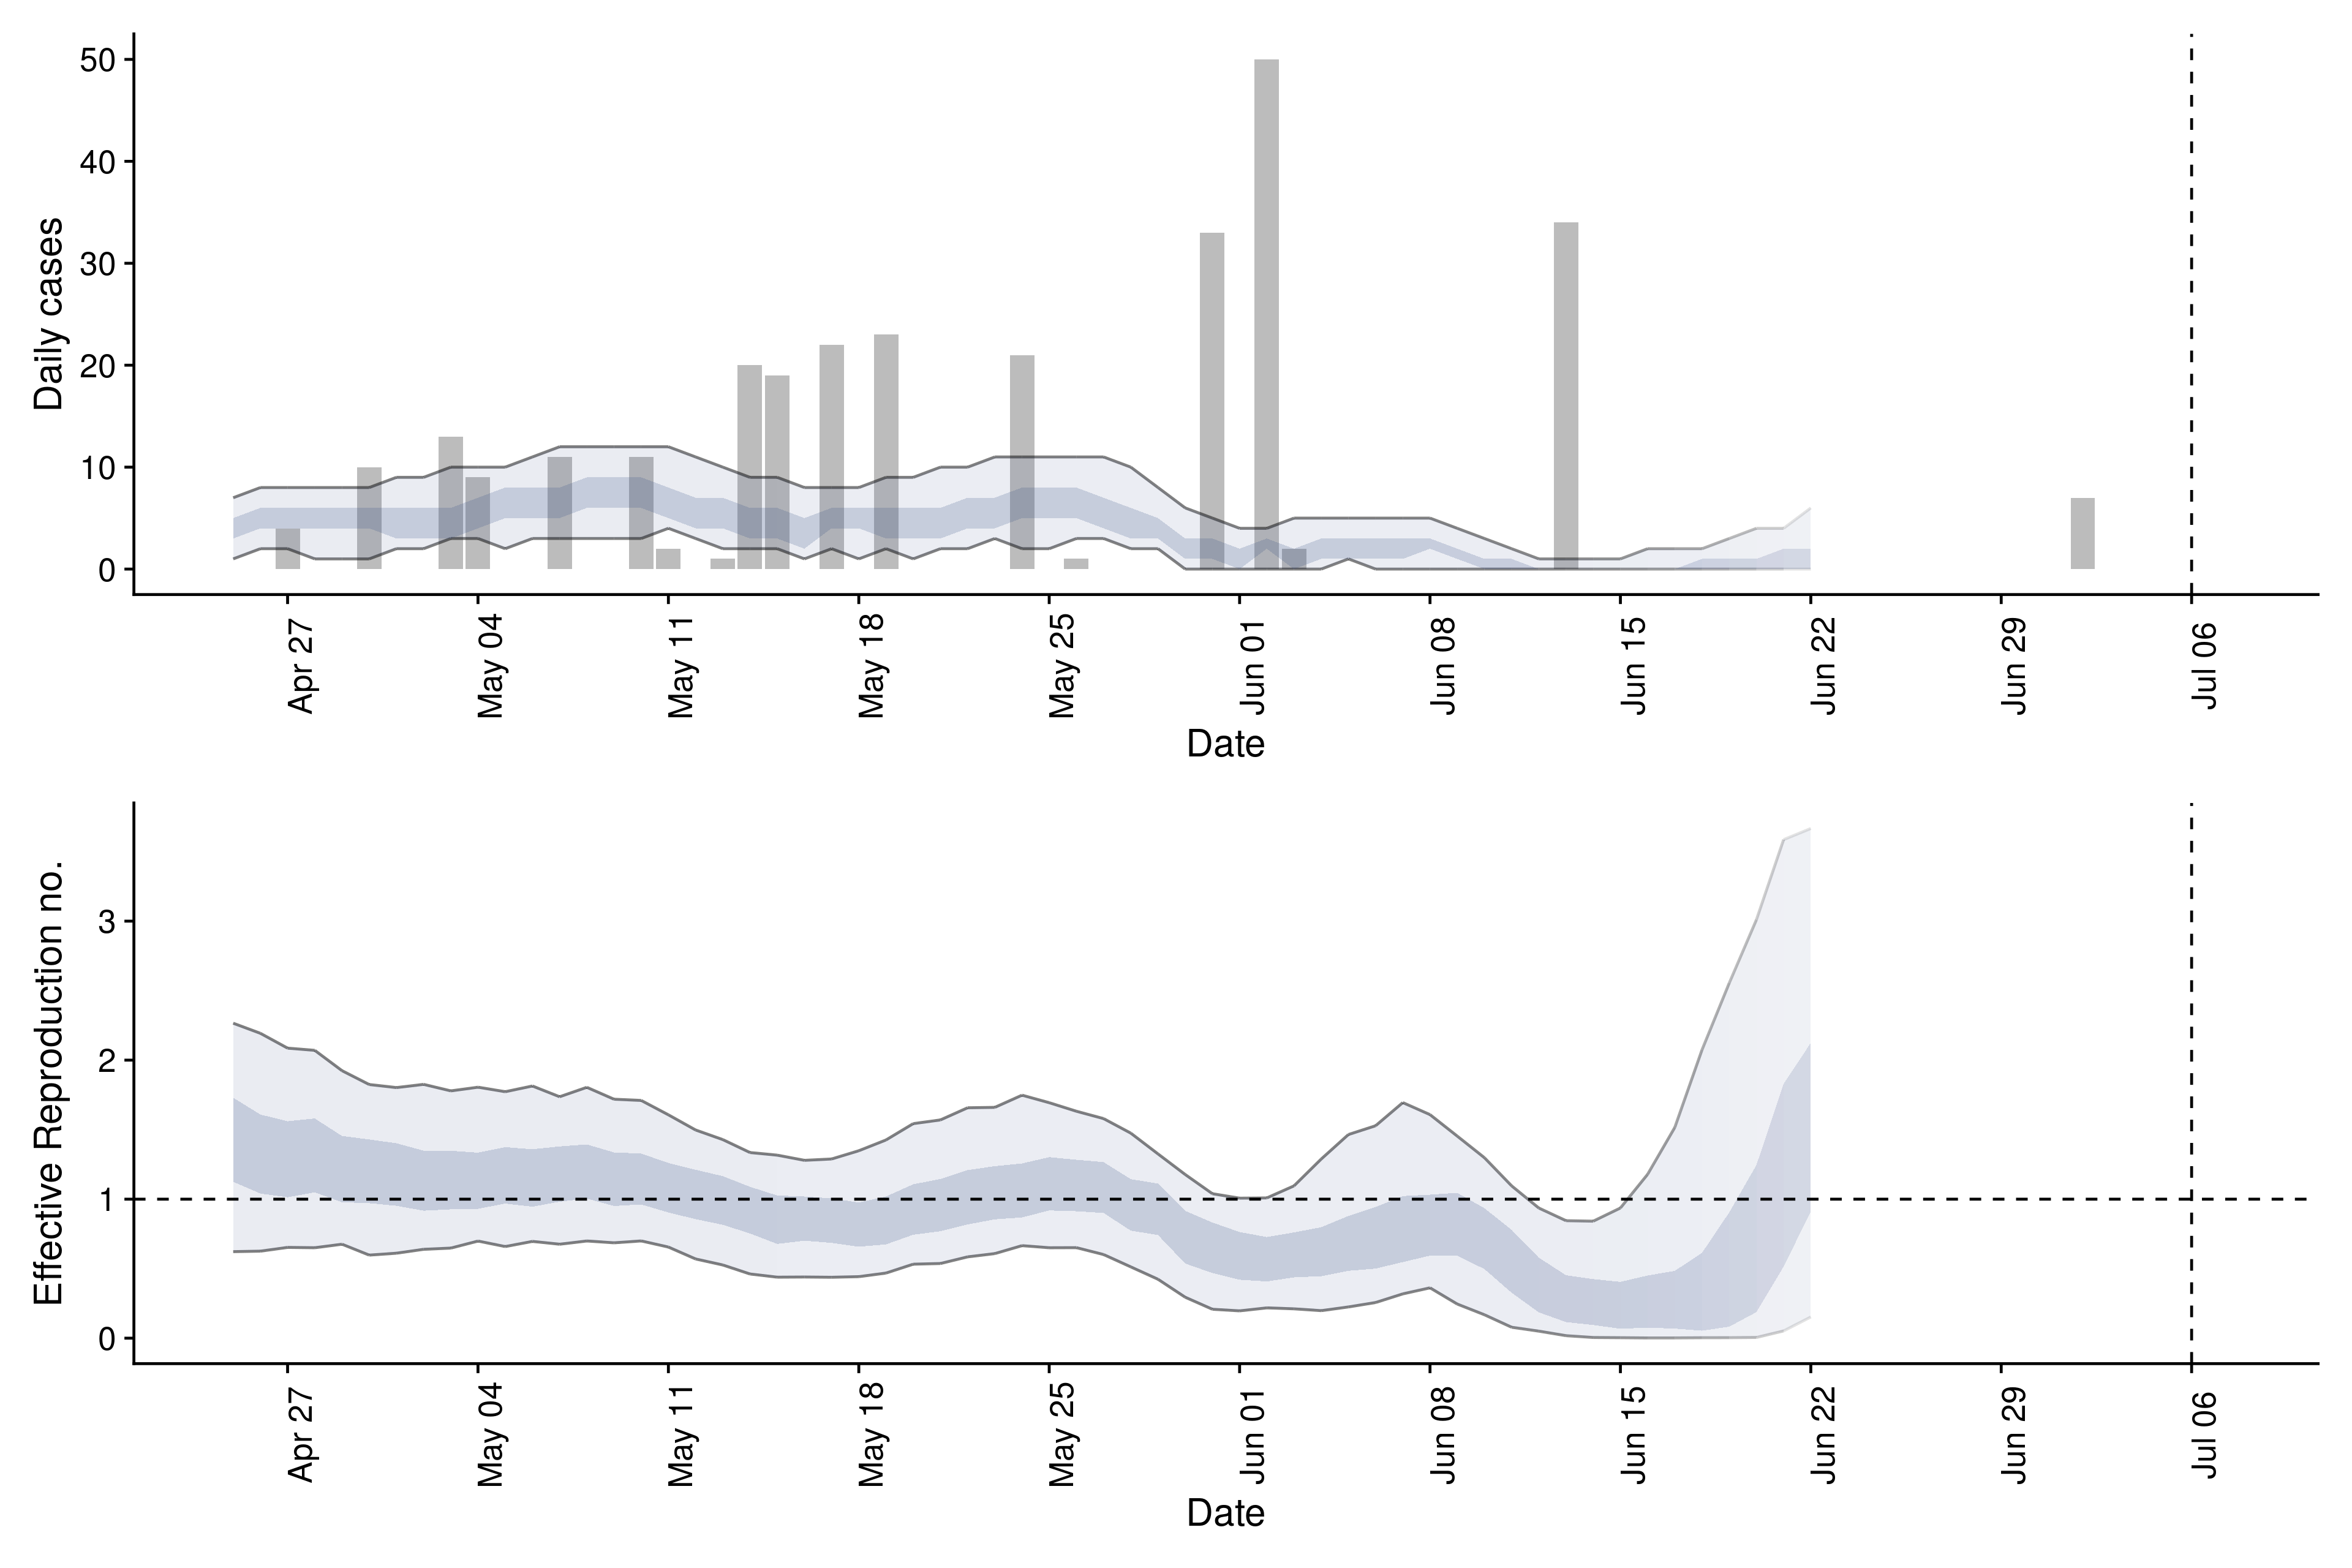 Daily cases
50
40
30
20
10
0
Apr 27
May 04
May 11
May 18
May 25
Jun 01
Jun 08
Jun 15
Jun 22
Jun 29
Jul 06
Date
Effective Reproduction no.
3
2
1
0
Apr 27
May 04
May 11
May 18
May 25
Jun 01
Jun 08
Jun 15
Jun 22
Jun 29
Jul 06
Date